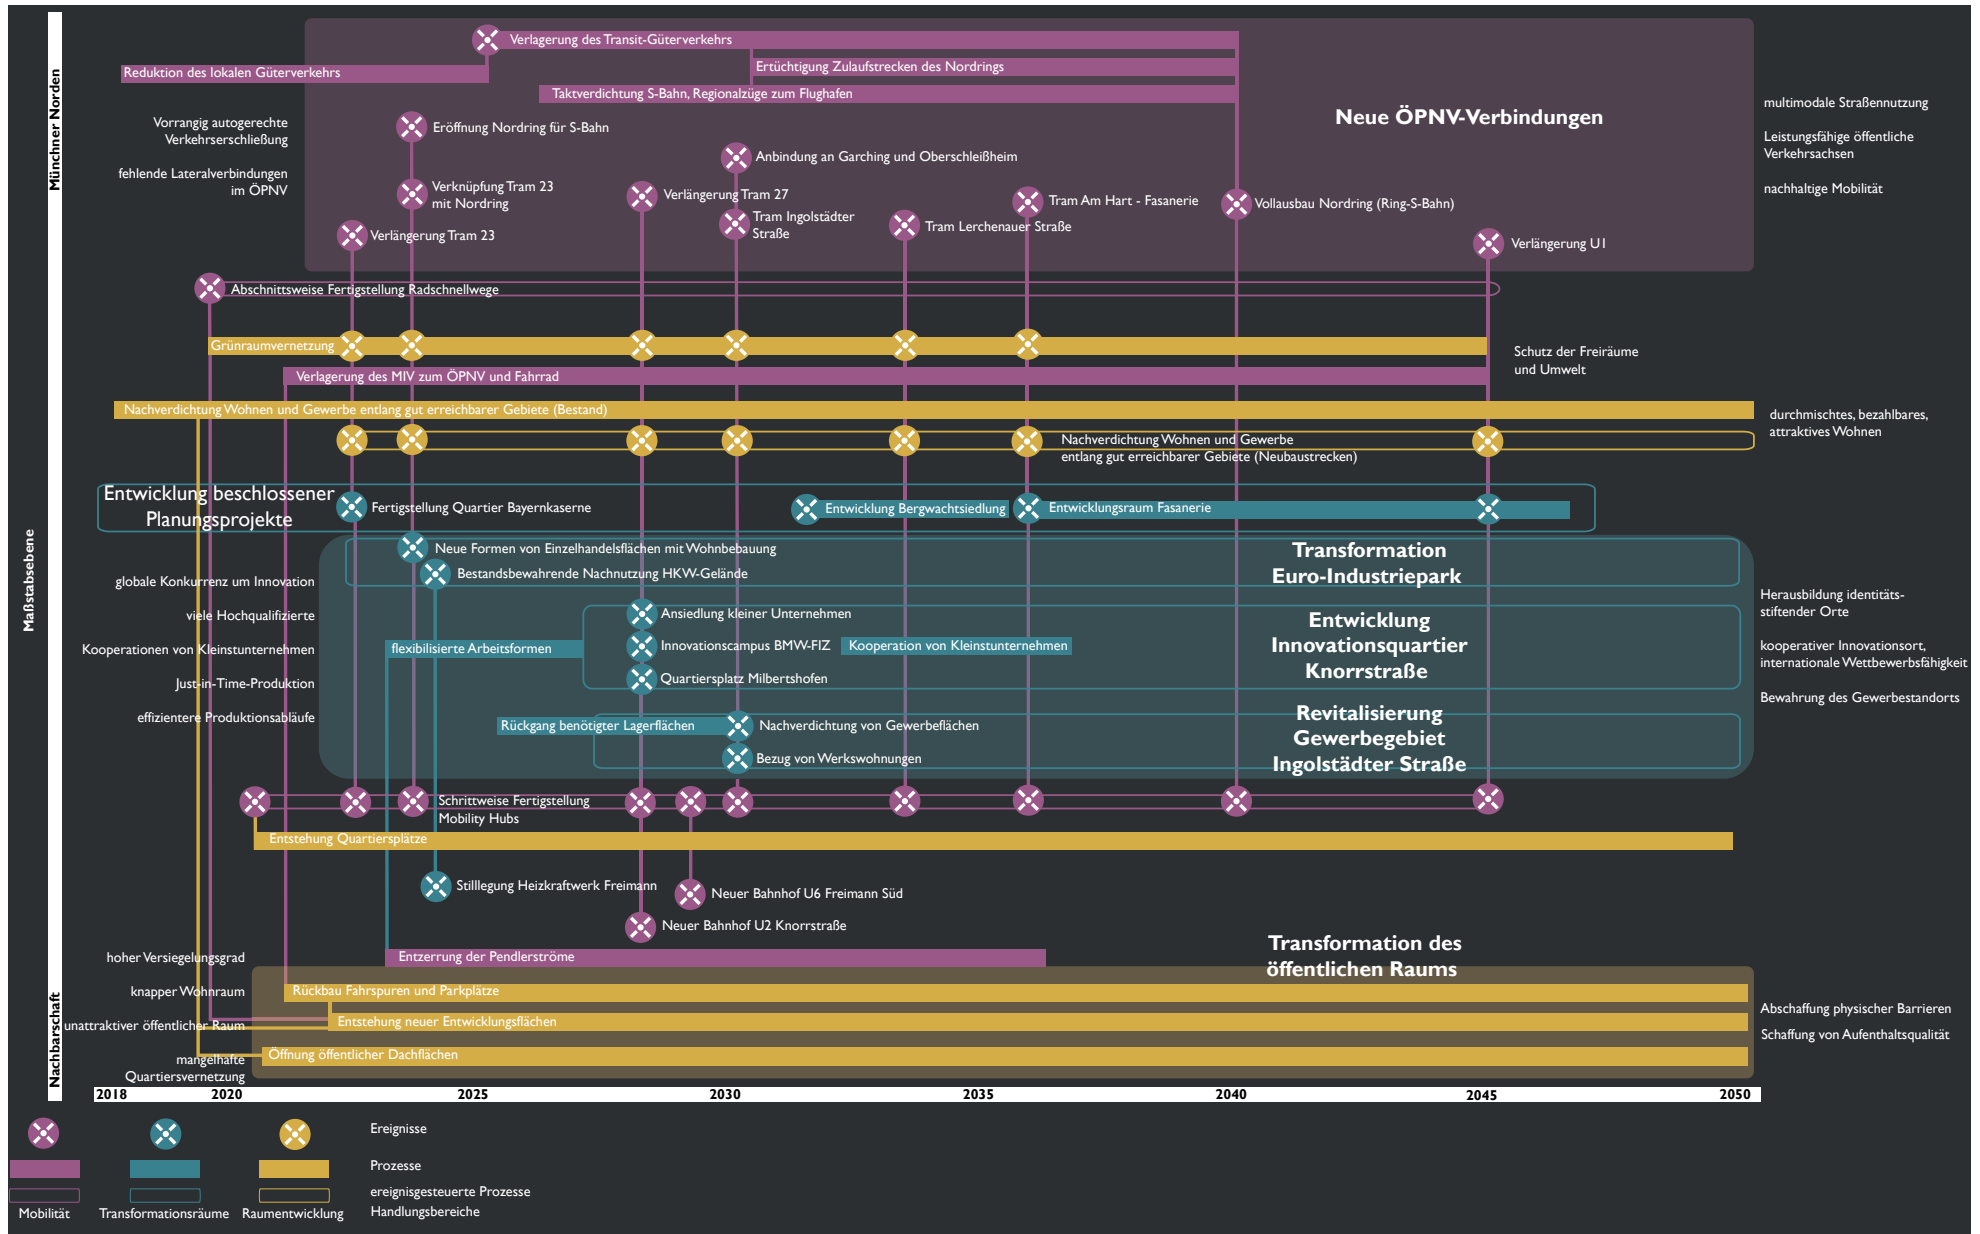 Münchner Norden
Maßstabsebene
Nachbarschaft
Verlagerung des Transit-Güterverkehrs
Reduktion des lokalen Güterverkehrs
Ertüchtigung Zulaufstrecken des Nordrings
Taktverdichtung S-Bahn, Regionalzüge zum Flughafen
Neue ÖPNV-Verbindungen
Vorrangig autogerechte
Verkehrserschließung
fehlende Lateralverbindungen
im ÖPNV
Eröffnung Nordring für S-Bahn
Anbindung an Garching und Oberschleißheim
Verknüpfung Tram 23
mit Nordring
Verlängerung Tram 27
Tram Ingolstädter
Straße
Tram Am Hart - Fasanerie
Tram Lerchenauer Straße
Vollausbau Nordring (Ring-S-Bahn)
Verlängerung Tram 23
Verlängerung U1
multimodale Straßennutzung
Leistungsfähige öffentliche
Verkehrsachsen
nachhaltige Mobilität
Abschnittsweise Fertigstellung Radschnellwege
Grünraumvernetzung
Schutz der Freiräume
und Umwelt
Verlagerung des MIV zum ÖPNV und Fahrrad
Nachverdichtung Wohnen und Gewerbe entlang gut erreichbarer Gebiete (Bestand)
durchmischtes, bezahlbares,
attraktives Wohnen
Nachverdichtung Wohnen und Gewerbe
entlang gut erreichbarer Gebiete (Neubaustrecken)
Entwicklung beschlossener
Planungsprojekte
Fertigstellung Quartier Bayernkaserne
Entwicklung Bergwachtsiedlung
Entwicklungsraum Fasanerie
Neue Formen von Einzelhandelsflächen mit Wohnbebauung
Bestandsbewahrende Nachnutzung HKW-Gelände
Transformation
Euro-Industriepark
globale Konkurrenz um Innovation
viele Hochqualifizierte
Kooperationen von Kleinstunternehmen
Just-in-Time-Produktion
effizientere Produktionsabläufe
flexibilisierte Arbeitsformen
Ansiedlung kleiner Unternehmen
Innovationscampus BMW-FIZ
Kooperation von Kleinstunternehmen
Quartiersplatz Milbertshofen
Entwicklung
Innovationsquartier
Knorrstraße
Herausbildung identitäts-
stiftender Orte
kooperativer Innovationsort,
internationale Wettbewerbsfähigkeit
Bewahrung des Gewerbestandorts
Rückgang benötigter Lagerflächen
Nachverdichtung von Gewerbeflächen
Bezug von Werkswohnungen
Revitalisierung
Gewerbegebiet
Ingolstädter Straße
Schrittweise Fertigstellung
Mobility Hubs
Entstehung Quartiersplätze
Stilllegung Heizkraftwerk Freimann
Neuer Bahnhof U6 Freimann Süd
Neuer Bahnhof U2 Knorrstraße
Entzerrung der Pendlerströme
Transformation des
öffentlichen Raums
hoher Versiegelungsgrad
knapper Wohnraum
unattraktiver öffentlicher Raum
mangelhafte
Quartiersvernetzung
Rückbau Fahrspuren und Parkplätze
Entstehung neuer Entwicklungsflächen
Öffnung öffentlicher Dachflächen
Abschaffung physischer Barrieren
Schaffung von Aufenthaltsqualität
2018 2020 2025 2030 2035 2040 2045 2050
Ereignisse
Prozesse
ereignisgesteuerte Prozesse
Handlungsbereiche
Mobilität Transformationsräume Raumentwicklung